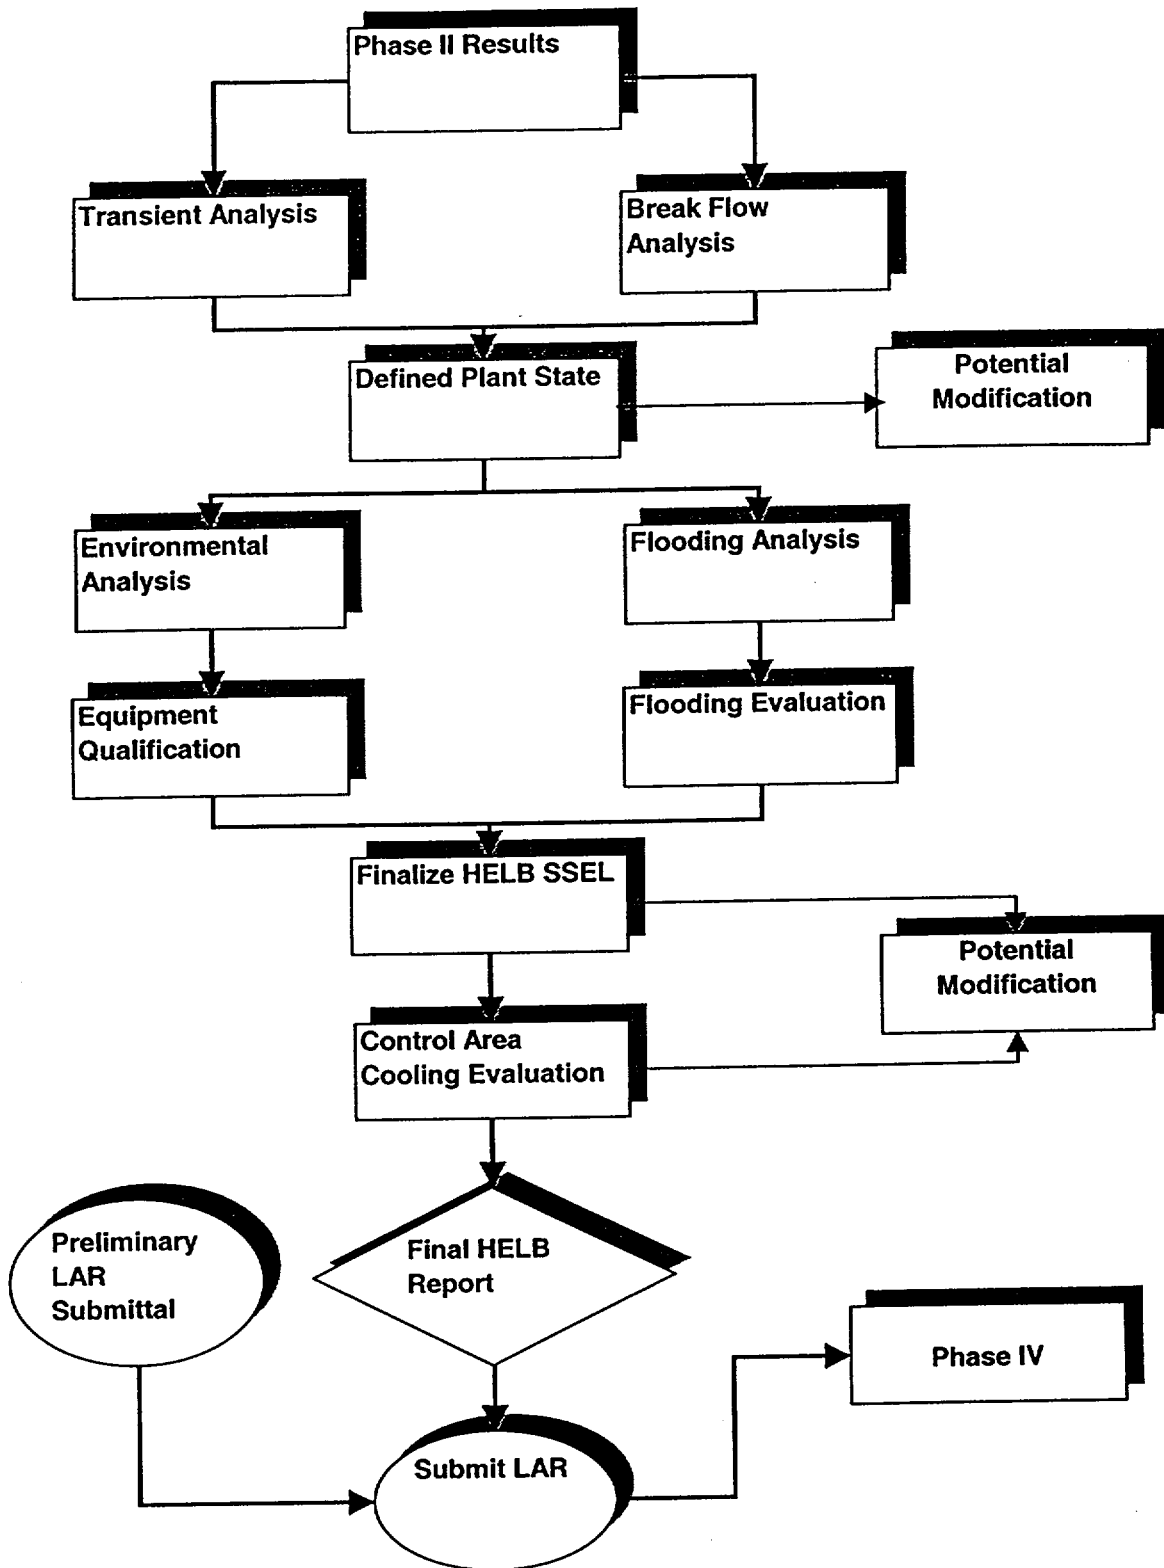 Phase II Results
Transient Analysis
Break Flow
Analysis
Defined Plant State
Potential
Modification
Environmental
Analysis
Flooding Analysis
Equipment
Qualification
Flooding Evaluation
Finalize HELB SSEL
Potential
Modification
Control Area
Cooling Evaluation
Preliminary
LAR
Submittal
Final HELB
Report
Phase IV
Submit LAR